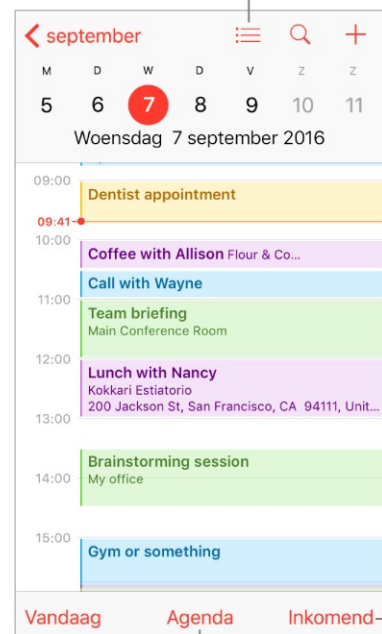 september
M D W D V Z Z
5 6 7 8 9 10 11
Woensdag 7 september 2016
09:00
Dentist appointment
09:41
10:00
Coffee with Allison Flour & Co...
Call with Wayne
11:00
Team briefing
Main Conference Room
12:00
Lunch with Nancy
Kokkari Estiatorio
200 Jackson St, San Francisco, CA 94111, Unit...
13:00
Brainstorming session
14:00 My office
15:00
Gym or something
Vandaag Agenda Inkomend